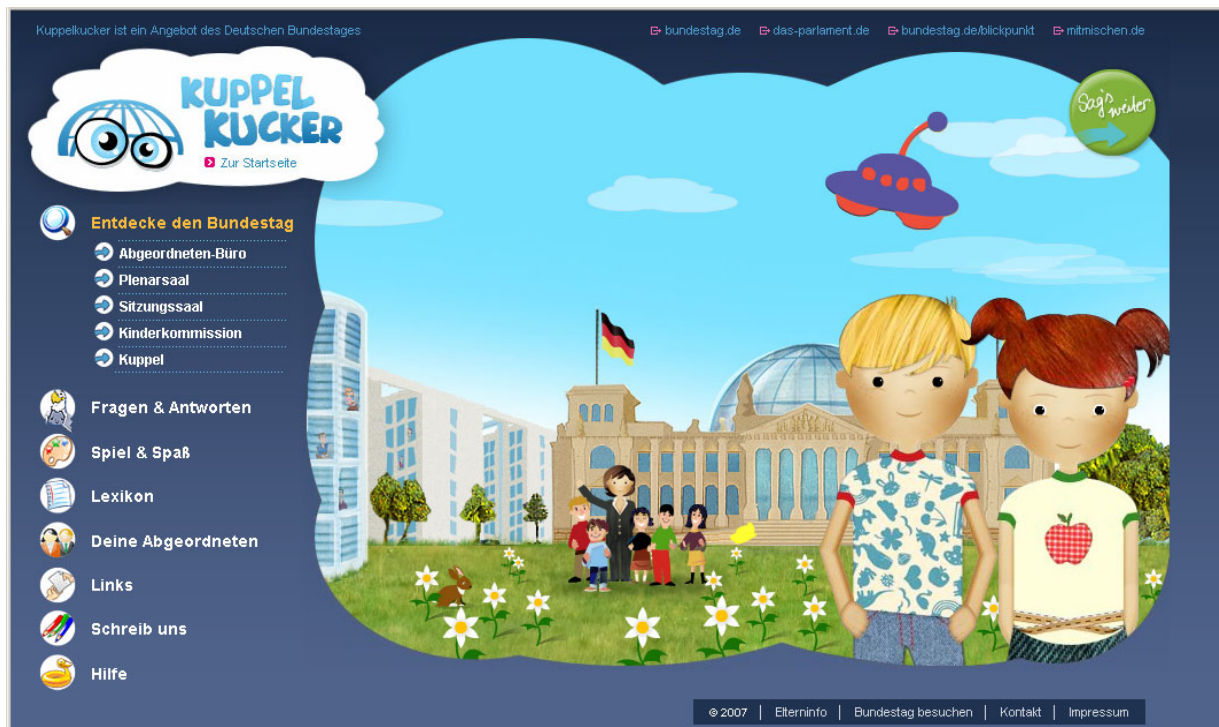 Kuppelkucker ist ein Angebot des Deutschen Bundestages
bundestag.de
das-parlament.de
bundestag.de/blickpunkt
mitmischen.de
KUPPEL
KUCKER
Zur Startseite
Sag's weiter
Entdecke den Bundestag
Abgeordneten-Büro
Plenarsaal
Sitzungssaal
Kinderkommission
Kuppel
Fragen & Antworten
Spiel & Spaß
Lexikon
Deine Abgeordneten
Links
Schreib uns
Hilfe
© 2007 | Elterninfo | Bundestag besuchen | Kontakt | Impressum